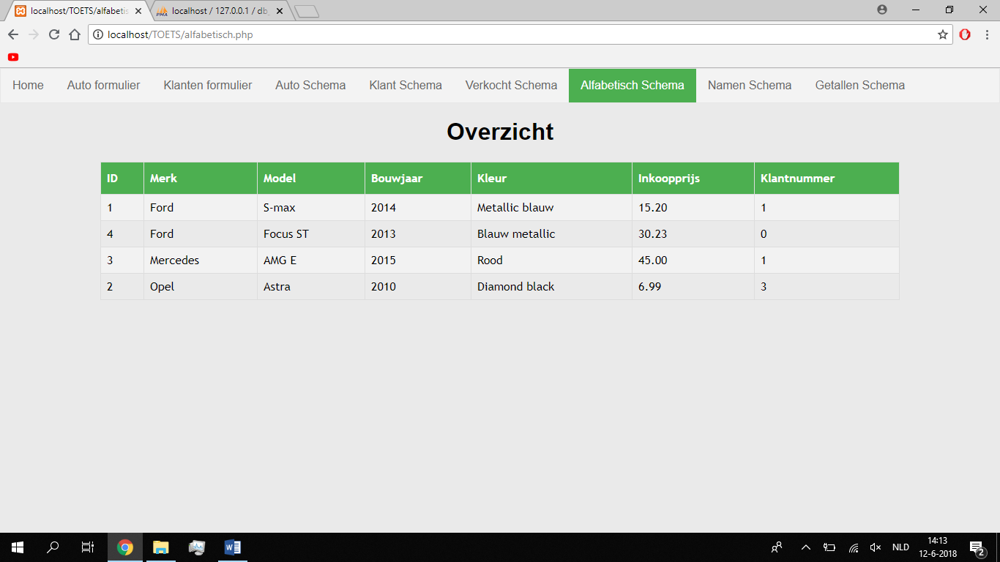 localhost/TOETS/alfabetis
localhost / 127.0.0.1 / db_
localhost/TOETS/alfabetisch.php
Home Auto formulier Klanten formulier Auto Schema Klant Schema Verkocht Schema Alfabetisch Schema Namen Schema Getallen Schema
Overzicht
ID Merk Model Bouwjaar Kleur Inkoopprijs Klantnummer
1 Ford S-max 2014 Metallic blauw 15.20 1
4 Ford Focus ST 2013 Blauw metallic 30.23 0
3 Mercedes AMG E 2015 Rood 45.00 1
2 Opel Astra 2010 Diamond black 6.99 3
NLD
14:13
12-6-2018
2